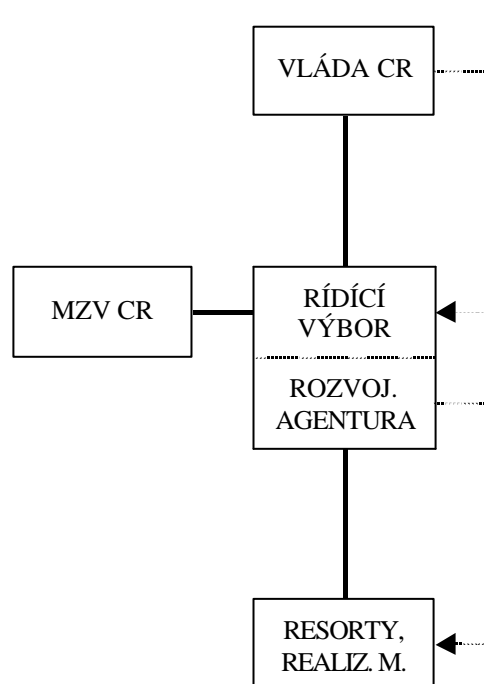 VLÁDA CR
MZV CR
RÍDÍCÍ
VÝBOR
ROZVOJ.
AGENTURA
RESORTY,
REALIZ. M.